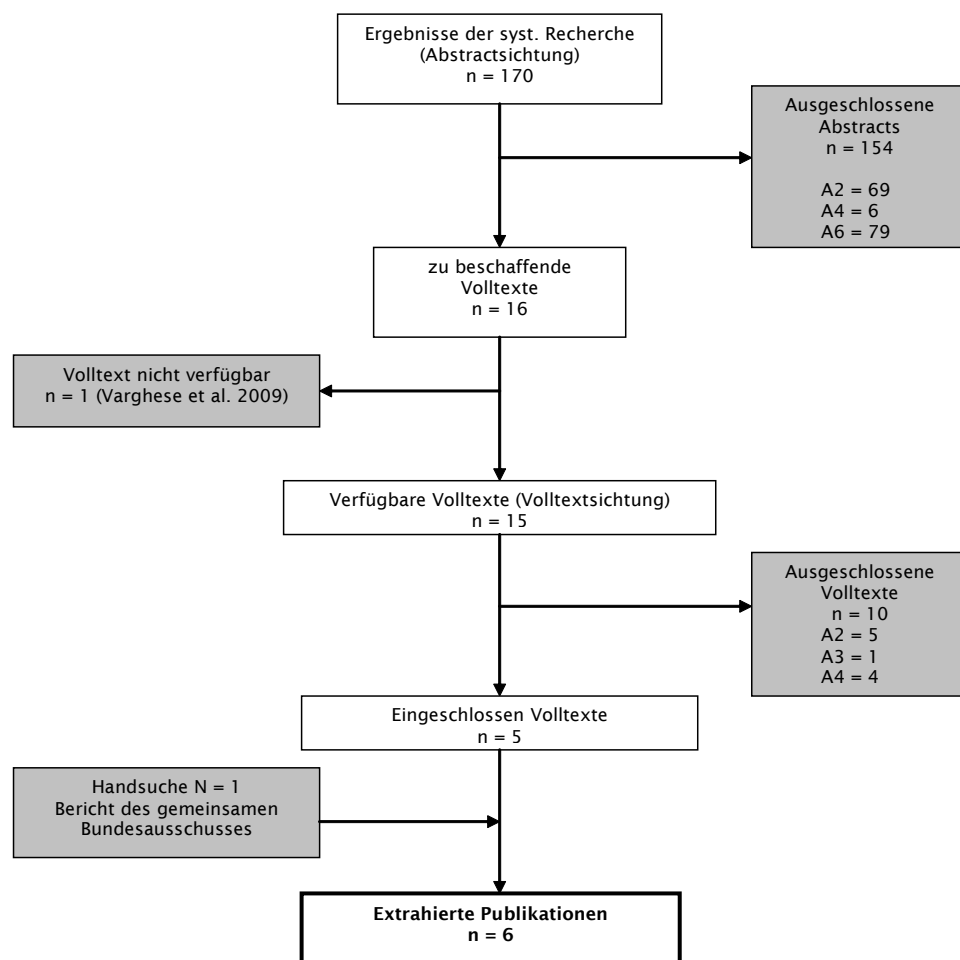 Ergebnisse der syst. Recherche
(Abstractsichtung)
n = 170
Ausgeschlossene
Abstracts
n = 154
A2 = 69
A4 = 6
A6 = 79
zu beschaffende
Volltexte
n = 16
Volltext nicht verfügbar
n = 1 (Varghese et al. 2009)
Verfügbare Volltexte (Volltextsichtung)
n = 15
Ausgeschlossene
Volltexte
n = 10
A2 = 5
A3 = 1
A4 = 4
Eingeschlossen Volltexte
n = 5
Handsuche N = 1
Bericht des gemeinsamen
Bundesausschusses
Extrahierte Publikationen
n = 6